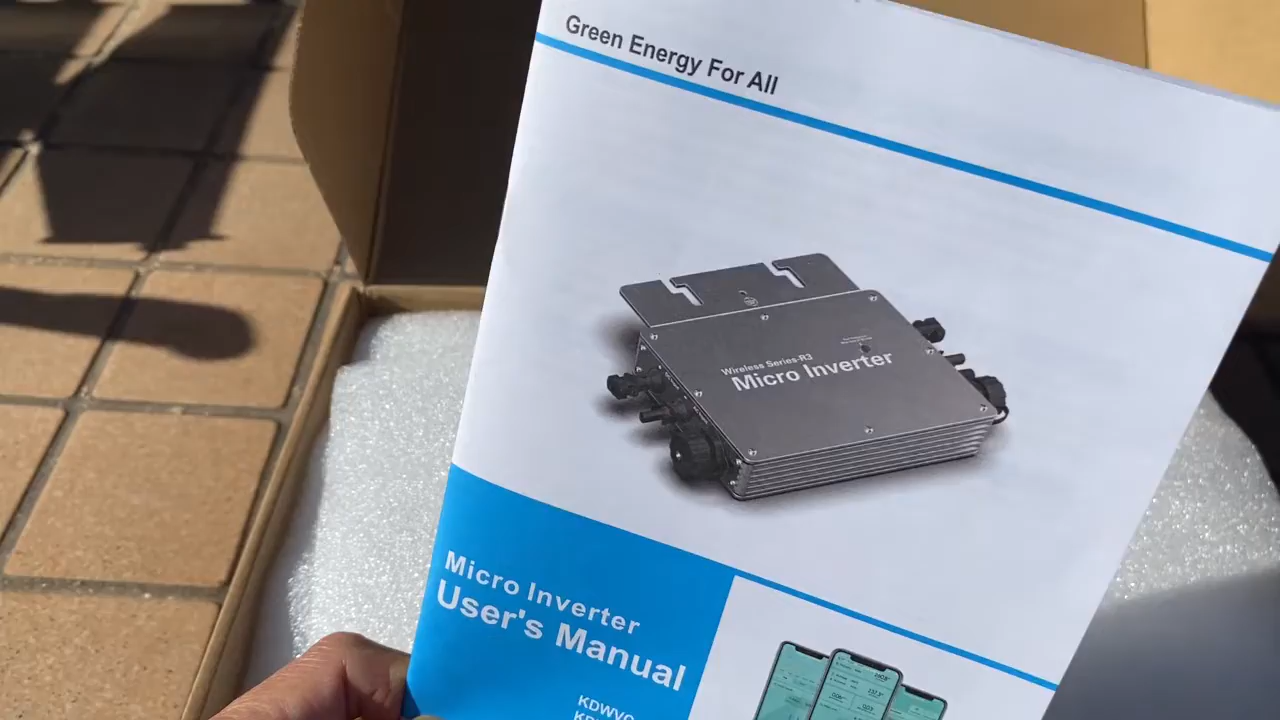 Green Energy For All
Wireless Series-R3
Micro Inverter
Micro Inverter
User's Manual